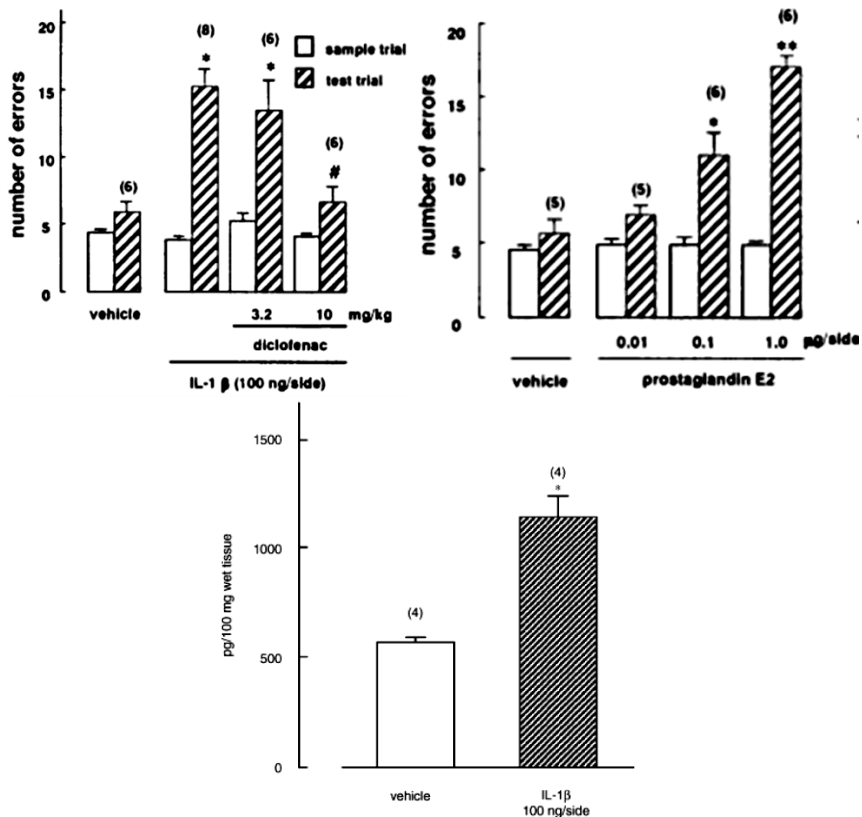 number of errors
20
15
10
5
0
(6)
(8)
*
(6)
*
(6)
#
sample trial
test trial
vehicle
3.2
10
mg/kg
diclofenac
IL-1 β (100 ng/side)
number of errors
20
15
10
5
0
(5)
(5)
(6)
*
(6)
**
0.01
0.1
1.0
µg/side
vehicle
prostaglandin E2
pg/100 mg wet tissue
1500
1000
500
0
(4)
(4)
*
vehicle
IL-1β
100 ng/side